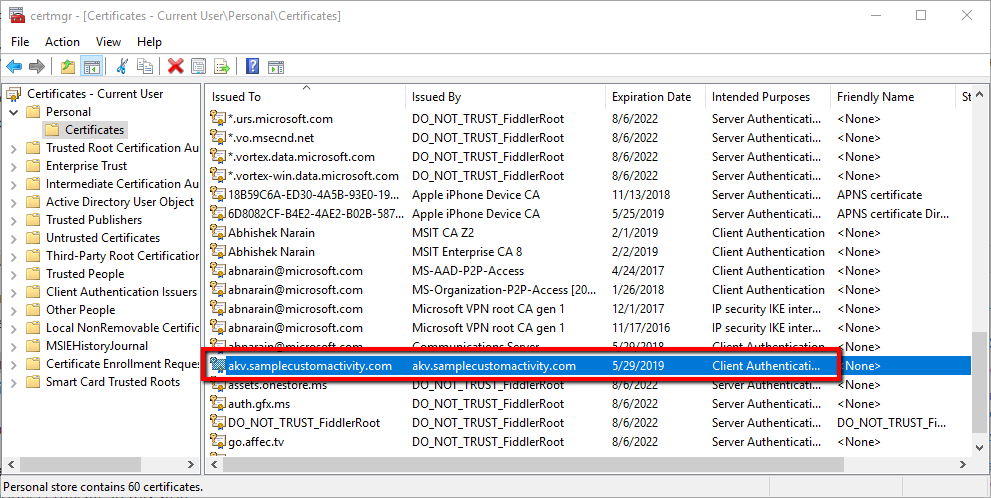 certmgr - [Certificates - Current User\Personal\Certificates]
File Action View Help
Certificates - Current User
Personal
Certificates
Trusted Root Certification Au
Enterprise Trust
Intermediate Certification Au
Active Directory User Object
Trusted Publishers
Untrusted Certificates
Third-Party Root Certification
Trusted People
Client Authentication Issuers
Other People
Local NonRemovable Certific
MSIEHistoryJournal
Certificate Enrollment Reque
Smart Card Trusted Roots
Issued To Issued By Expiration Date Intended Purposes Friendly Name St
*.urs.microsoft.com DO_NOT_TRUST_FiddlerRoot 8/6/2022 Server Authenticati... <None>
*.vo.msecnd.net DO_NOT_TRUST_FiddlerRoot 8/6/2022 Server Authenticati... <None>
*.vortex.data.microsoft.com DO_NOT_TRUST_FiddlerRoot 8/6/2022 Server Authenticati... <None>
*.vortex-win.data.microsoft.com DO_NOT_TRUST_FiddlerRoot 8/6/2022 Server Authenticati... <None>
18B59C6A-ED30-4A5B-93E0-19... Apple iPhone Device CA 11/13/2018 <All> APNS certificate
6D8082CF-B4E2-4AE2-B02B-587... Apple iPhone Device CA 5/25/2019 <All> APNS certificate Dir...
Abhishek Narain MSIT CA Z2 2/1/2019 Client Authenticati... <None>
Abhishek Narain MSIT Enterprise CA 8 2/2/2019 Client Authenticati... <None>
abnarain@microsoft.com MS-AAD-P2P-Access 4/24/2017 Client Authenticati... <None>
abnarain@microsoft.com MS-Organization-P2P-Access [20... 1/26/2018 Client Authenticati... <None>
abnarain@microsoft.com Microsoft VPN root CA gen 1 12/1/2017 IP security IKE inter... <None>
abnarain@microsoft.com Microsoft VPN root CA gen 1 11/17/2016 IP security IKE inter... <None>
abnarain@microsoft.com Communications Server 5/29/2018 Client Authenticati... <None>
akv.samplecustomactivity.com akv.samplecustomactivity.com 5/29/2019 Client Authenticati... <None>
assets.onestore.ms DO_NOT_TRUST_FiddlerRoot 8/6/2022 Server Authenticati... <None>
auth.gfx.ms DO_NOT_TRUST_FiddlerRoot 8/6/2022 Server Authenticati... <None>
DO_NOT_TRUST_FiddlerRoot DO_NOT_TRUST_FiddlerRoot 8/6/2022 Server Authenticati... DO_NOT_TRUST_Fi...
go.affec.tv DO_NOT_TRUST_FiddlerRoot 8/6/2022 Server Authenticati... <None>
Personal store contains 60 certificates.